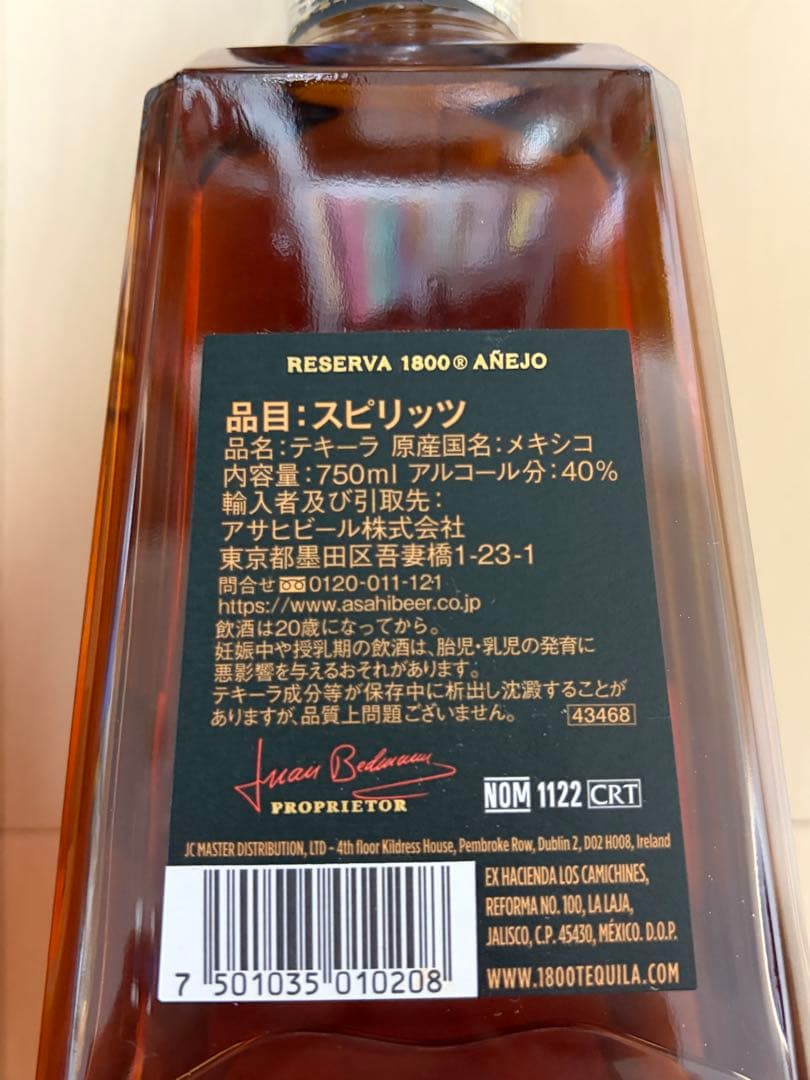 RESERVA 1800® AÑEJO
品目：スピリッツ
品名：テキーラ 原産国名：メキシコ
内容量：750ml アルコール分：40%
輸入者及び引取先：
アサヒビール株式会社
東京都墨田区吾妻橋1-23-1
問合せ 0120-011-121
https://www.asahibeer.co.jp
飲酒は20歳になってから。
妊娠中や授乳期の飲酒は、胎児・乳児の発育に
悪影響を与えるおそれがあります。
テキーラ成分等が保存中に析出し沈澱することが
ありますが、品質上問題ございません。 43468
Juan Beckmann
PROPRIETOR
NOM 1122 CRT
JC MASTER DISTRIBUTION, LTD - 4th floor Kildress House, Pembroke Row, Dublin 2, D02 H008, Ireland
EX HACIENDA LOS CAMICHINES,
REFORMA NO. 100, LA LAJA,
JALISCO, C.P. 45430, MÉXICO. D.O.P.
WWW.1800TEQUILA.COM
7 501035 010208